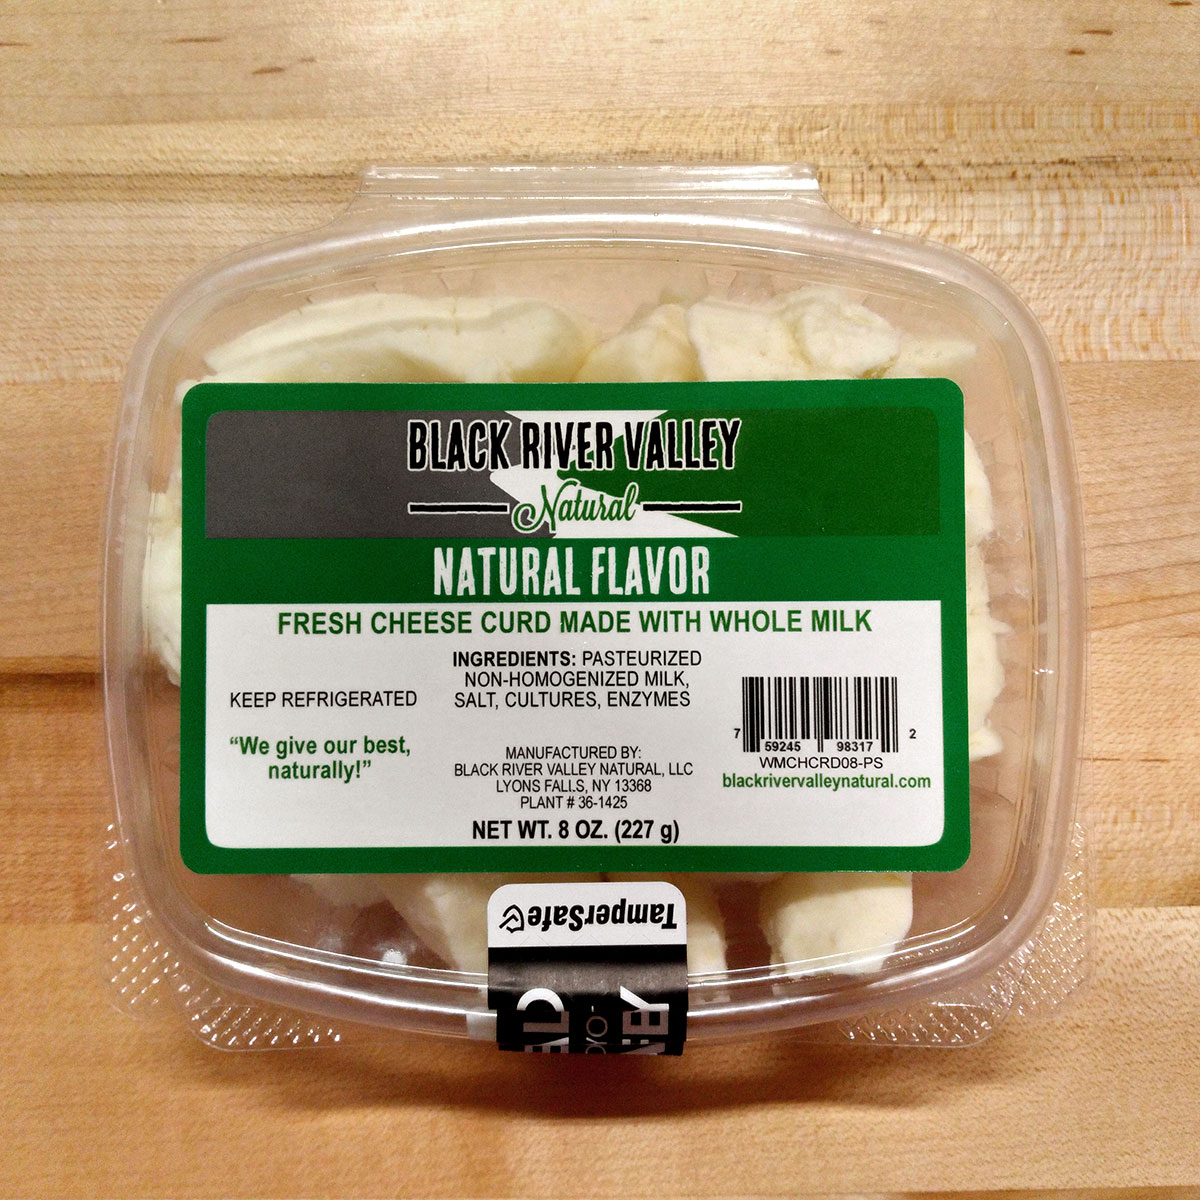 BLACK RIVER VALLEY
Natural
NATURAL FLAVOR
FRESH CHEESE CURD MADE WITH WHOLE MILK
INGREDIENTS: PASTEURIZED
NON-HOMOGENIZED MILK,
SALT, CULTURES, ENZYMES
KEEP REFRIGERATED
“We give our best,
naturally!”
MANUFACTURED BY:
BLACK RIVER VALLEY NATURAL, LLC
LYONS FALLS, NY 13368
PLANT # 36-1425
NET WT. 8 OZ. (227 g)
7 59245 98317 2
WMCHCRD08-PS
blackrivervalleynatural.com
TamperSafe